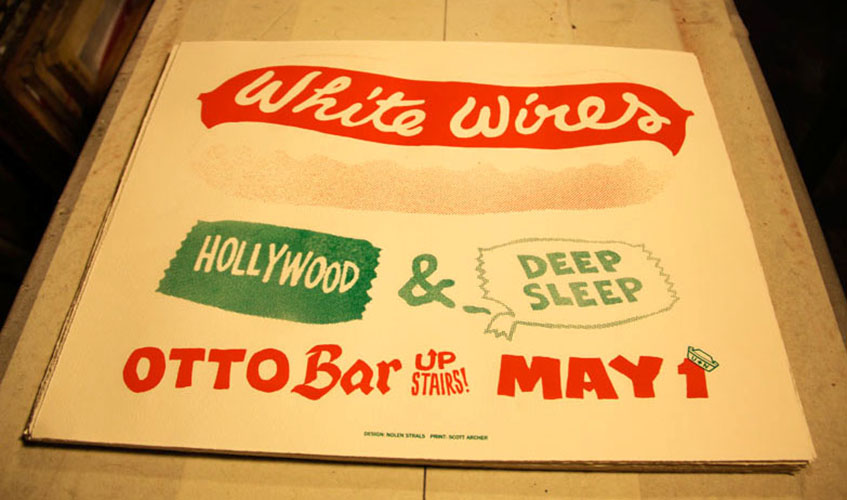 White Wires
HOLLYWOOD & DEEP SLEEP
OTTO Bar UP STAIRS! MAY 1
DESIGN: NOLEN STRALS PRINT: SCOTT ARCHER